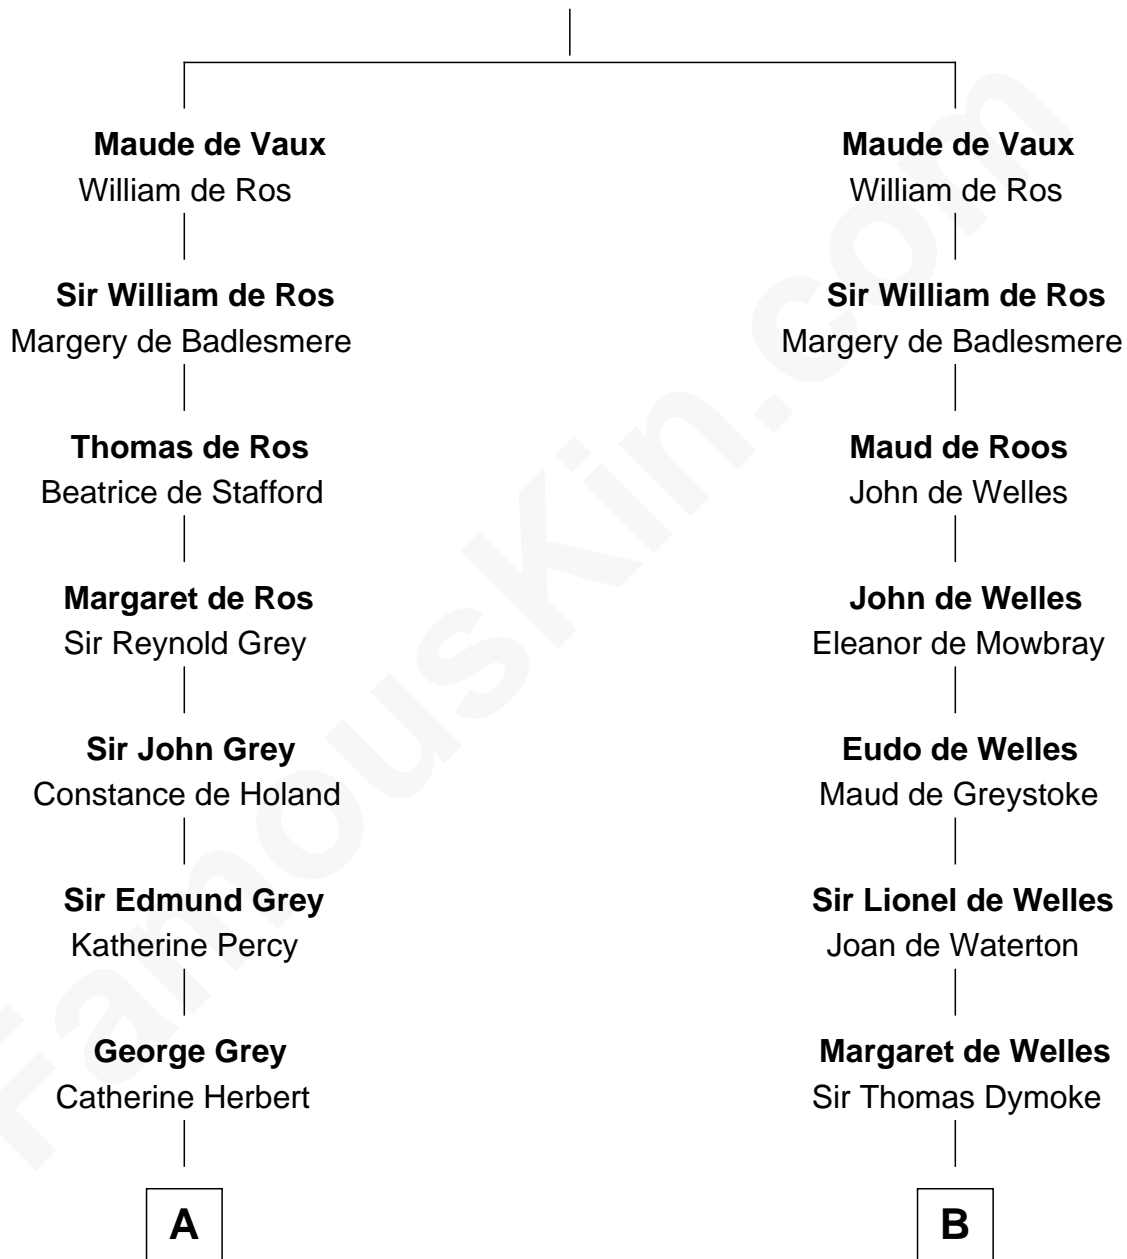 Maude de Vaux
William de Ros
Sir William de Ros
Margery de Badlesmere
Thomas de Ros
Beatrice de Stafford
Margaret de Ros
Sir Reynold Grey
Sir John Grey
Constance de Holand
Sir Edmund Grey
Katherine Percy
George Grey
Catherine Herbert
A
Maude de Vaux
William de Ros
Sir William de Ros
Margery de Badlesmere
Maud de Roos
John de Welles
John de Welles
Eleanor de Mowbray
Eudo de Welles
Maud de Greystoke
Sir Lionel de Welles
Joan de Waterton
Margaret de Welles
Sir Thomas Dymoke
B
FamousKin.com